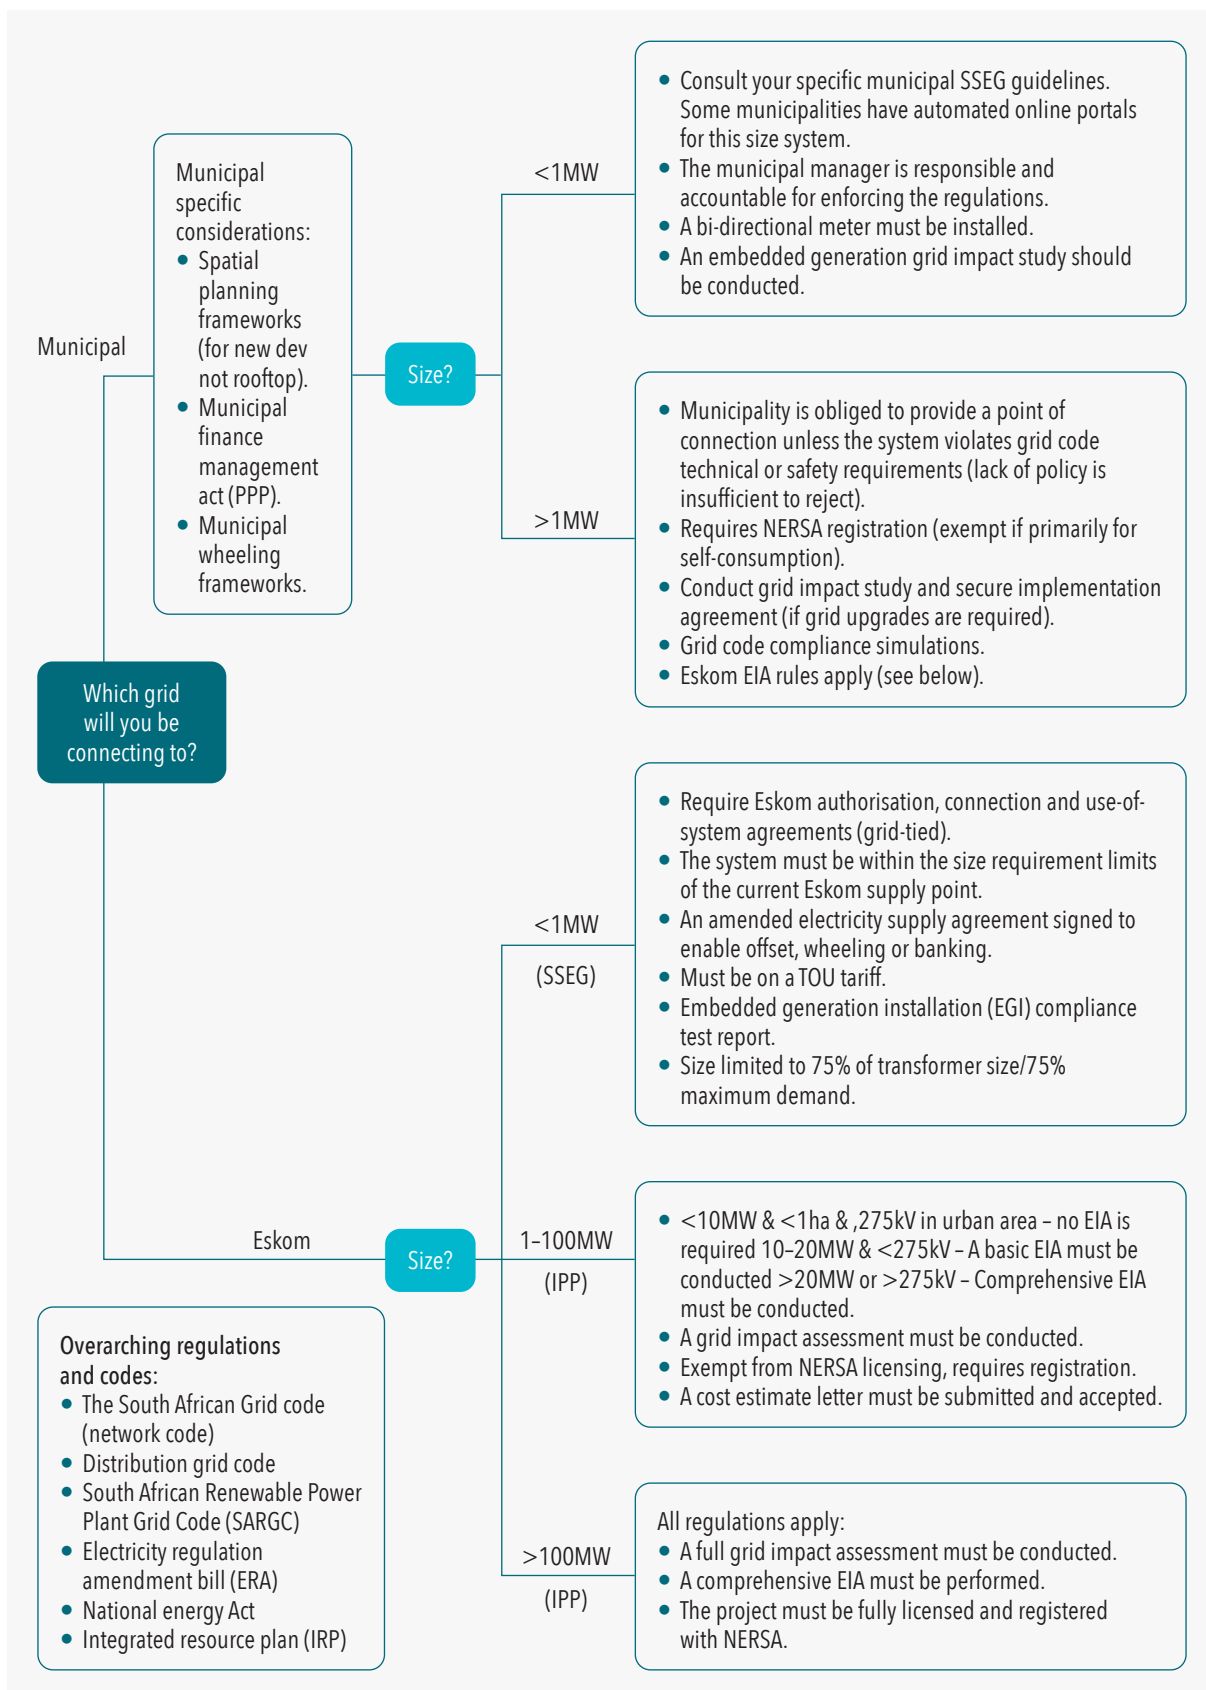 Which grid
will you be
connecting to?
Municipal
Municipal
specific
considerations:
• Spatial
planning
frameworks
(for new dev
not rooftop).
• Municipal
finance
management
act (PPP).
• Municipal
wheeling
frameworks.
Size?
<1MW
• Consult your specific municipal SSEG guidelines.
Some municipalities have automated online portals
for this size system.
• The municipal manager is responsible and
accountable for enforcing the regulations.
• A bi-directional meter must be installed.
• An embedded generation grid impact study should
be conducted.
>1MW
• Municipality is obliged to provide a point of
connection unless the system violates grid code
technical or safety requirements (lack of policy is
insufficient to reject).
• Requires NERSA registration (exempt if primarily for
self-consumption).
• Conduct grid impact study and secure implementation
agreement (if grid upgrades are required).
• Grid code compliance simulations.
• Eskom EIA rules apply (see below).
Eskom
Size?
<1MW
(SSEG)
• Require Eskom authorisation, connection and use-of-
system agreements (grid-tied).
• The system must be within the size requirement limits
of the current Eskom supply point.
• An amended electricity supply agreement signed to
enable offset, wheeling or banking.
• Must be on a TOU tariff.
• Embedded generation installation (EGI) compliance
test report.
• Size limited to 75% of transformer size/75%
maximum demand.
1–100MW
(IPP)
• <10MW & <1ha & ,275kV in urban area – no EIA is
required 10–20MW & <275kV – A basic EIA must be
conducted >20MW or >275kV – Comprehensive EIA
must be conducted.
• A grid impact assessment must be conducted.
• Exempt from NERSA licensing, requires registration.
• A cost estimate letter must be submitted and accepted.
>100MW
(IPP)
All regulations apply:
• A full grid impact assessment must be conducted.
• A comprehensive EIA must be performed.
• The project must be fully licensed and registered
with NERSA.
Overarching regulations
and codes:
• The South African Grid code
(network code)
• Distribution grid code
• South African Renewable Power
Plant Grid Code (SARGC)
• Electricity regulation
amendment bill (ERA)
• National energy Act
• Integrated resource plan (IRP)